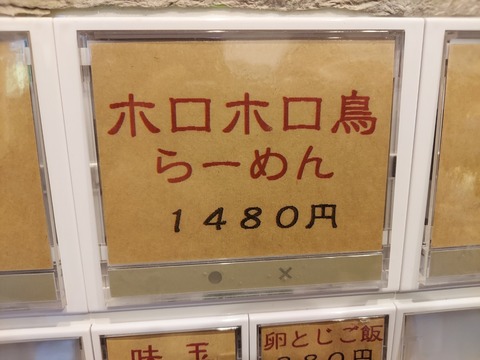 ホロホロ鳥
らーめん
1480円
味玉
卵とじご飯